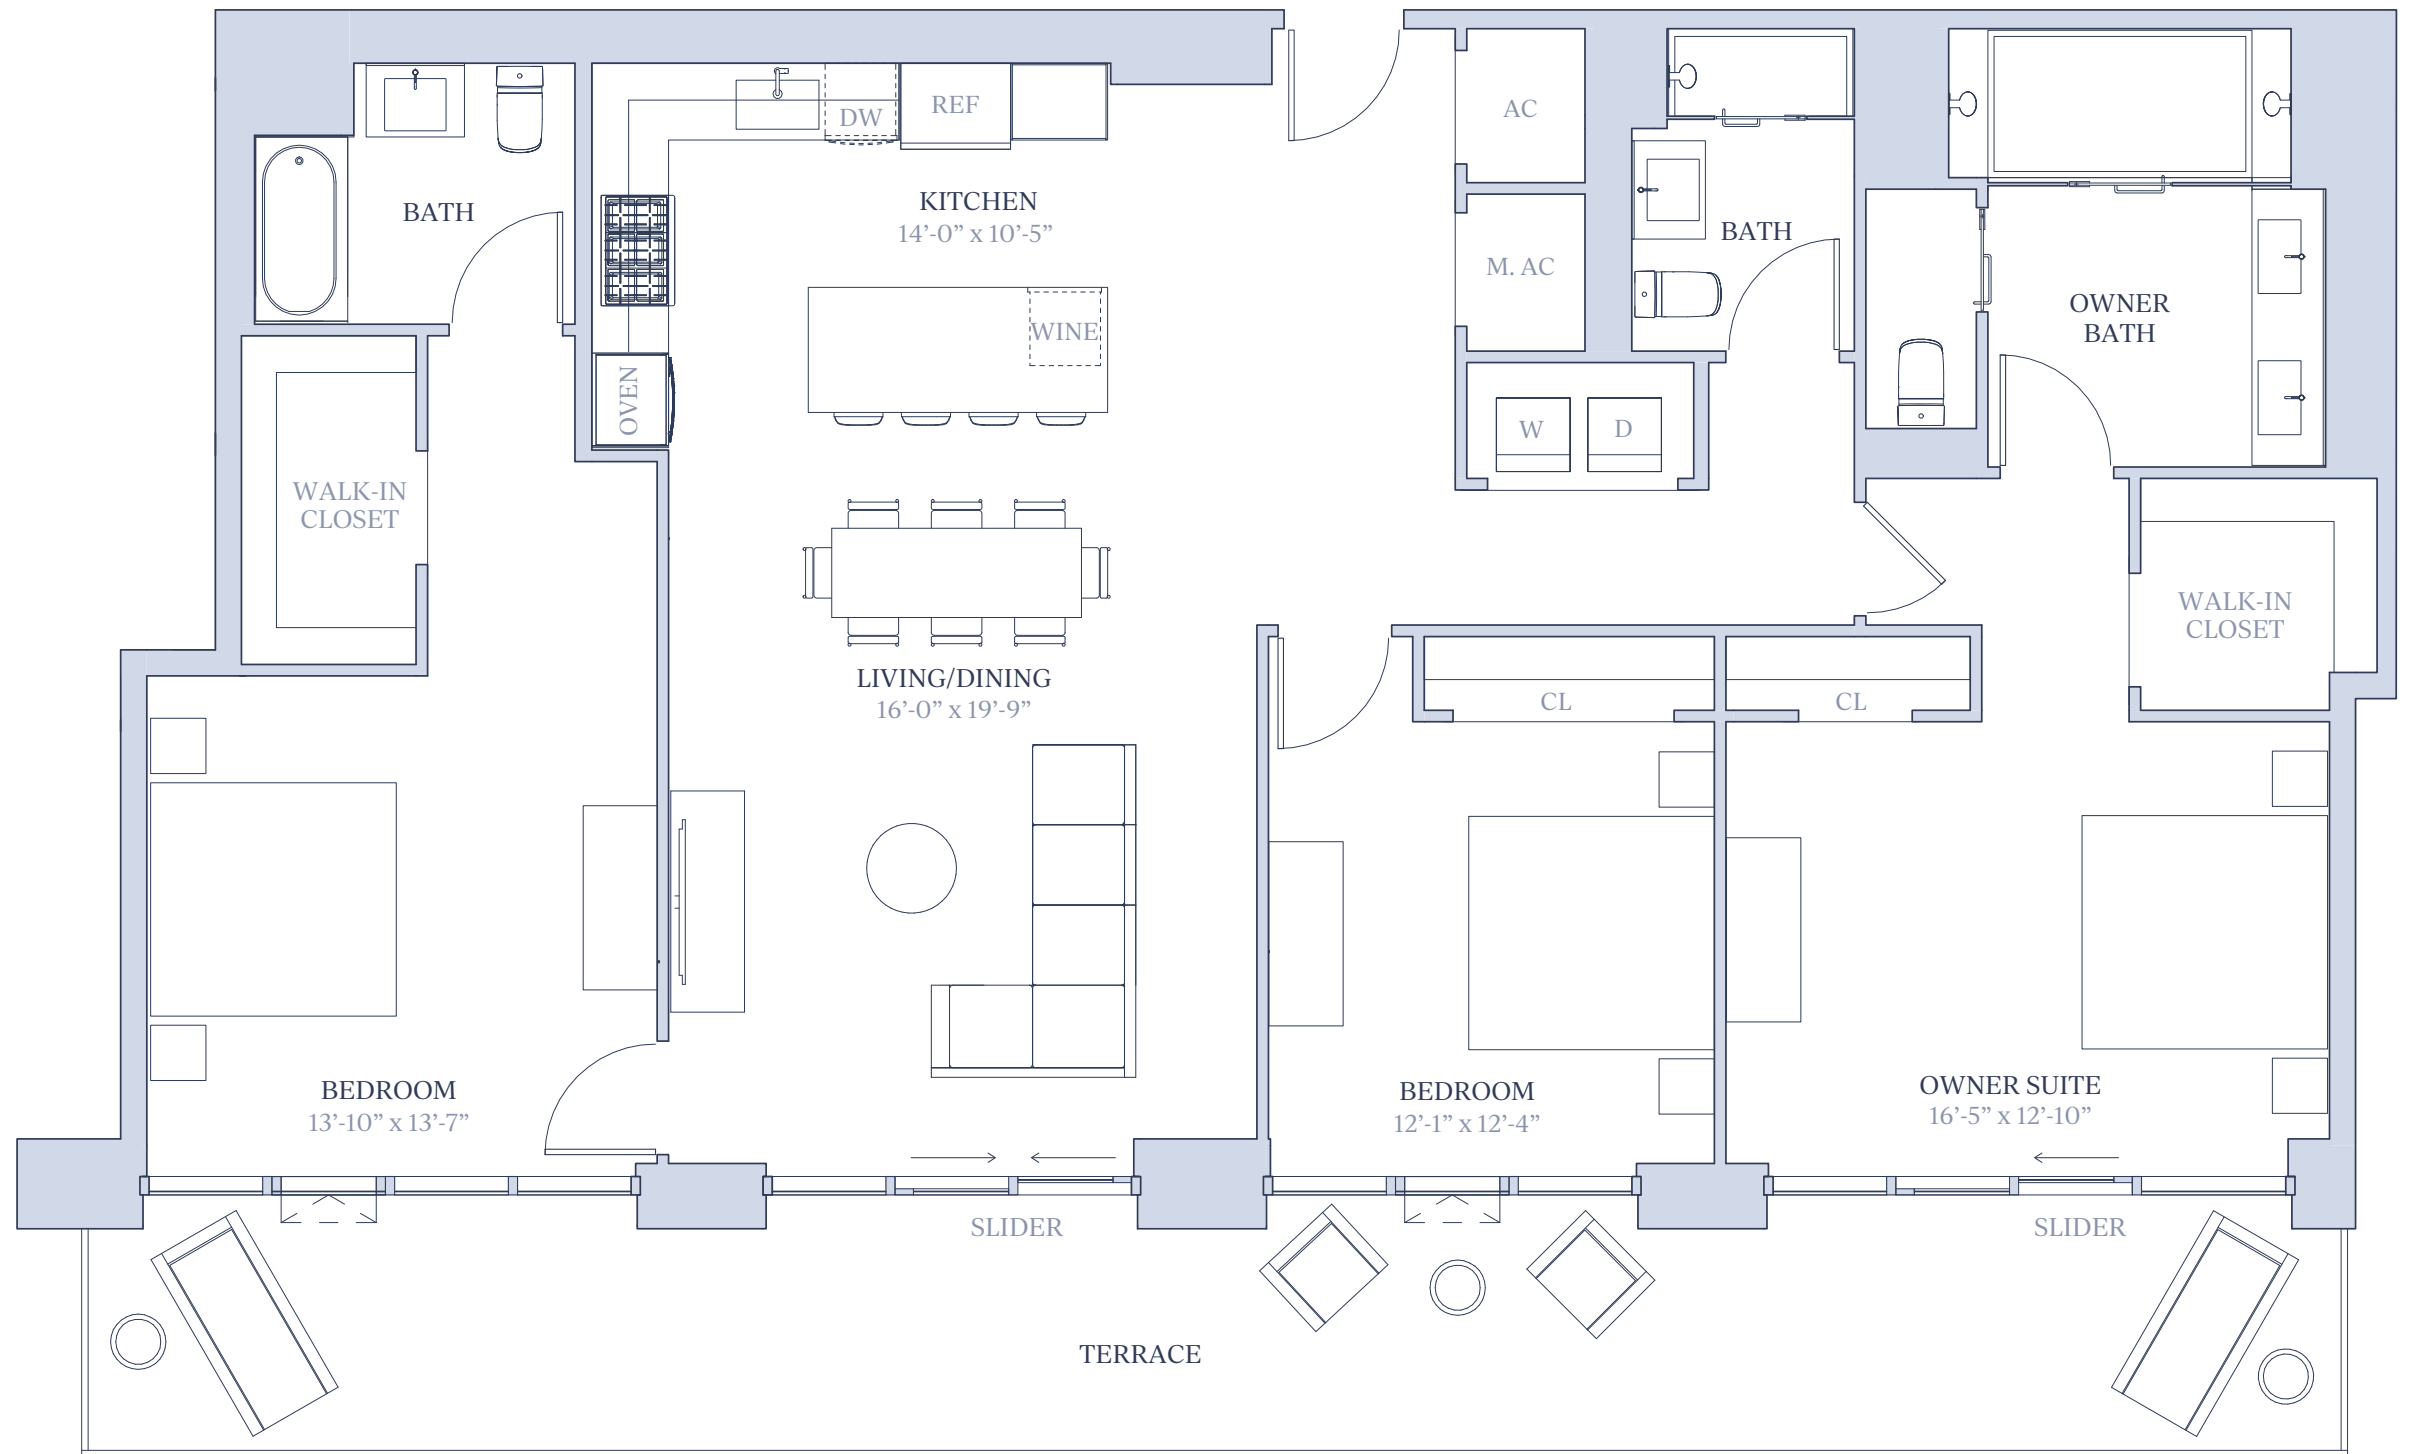 AC
REF
DW
KITCHEN
14’-0” x 10’-5”
BATH
BATH
M. AC
OWNER
BATH
WINE
OVEN
W
D
WALK-IN
CLOSET
WALK-IN
CLOSET
LIVING/DINING
16’-0” x 19’-9”
CL
CL
BEDROOM
13’-10” x 13’-7”
BEDROOM
12’-1” x 12’-4”
OWNER SUITE
16’-5” x 12’-10”
SLIDER
SLIDER
TERRACE